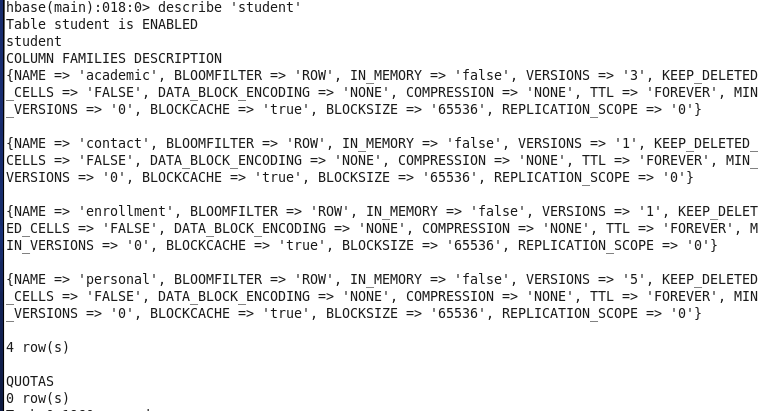 hbase(main):018:0> describe 'student'
Table student is ENABLED
student
COLUMN FAMILIES DESCRIPTION
{NAME => 'academic', BLOOMFILTER => 'ROW', IN_MEMORY => 'false', VERSIONS => '3', KEEP_DELETED
_CELLS => 'FALSE', DATA_BLOCK_ENCODING => 'NONE', COMPRESSION => 'NONE', TTL => 'FOREVER', MIN
_VERSIONS => '0', BLOCKCACHE => 'true', BLOCKSIZE => '65536', REPLICATION_SCOPE => '0'}
{NAME => 'contact', BLOOMFILTER => 'ROW', IN_MEMORY => 'false', VERSIONS => '1', KEEP_DELETED_
CELLS => 'FALSE', DATA_BLOCK_ENCODING => 'NONE', COMPRESSION => 'NONE', TTL => 'FOREVER', MIN_
VERSIONS => '0', BLOCKCACHE => 'true', BLOCKSIZE => '65536', REPLICATION_SCOPE => '0'}
{NAME => 'enrollment', BLOOMFILTER => 'ROW', IN_MEMORY => 'false', VERSIONS => '1', KEEP_DELET
ED_CELLS => 'FALSE', DATA_BLOCK_ENCODING => 'NONE', COMPRESSION => 'NONE', TTL => 'FOREVER', M
IN_VERSIONS => '0', BLOCKCACHE => 'true', BLOCKSIZE => '65536', REPLICATION_SCOPE => '0'}
{NAME => 'personal', BLOOMFILTER => 'ROW', IN_MEMORY => 'false', VERSIONS => '5', KEEP_DELETED
_CELLS => 'FALSE', DATA_BLOCK_ENCODING => 'NONE', COMPRESSION => 'NONE', TTL => 'FOREVER', MIN
_VERSIONS => '0', BLOCKCACHE => 'true', BLOCKSIZE => '65536', REPLICATION_SCOPE => '0'}
4 row(s)
QUOTAS
0 row(s)